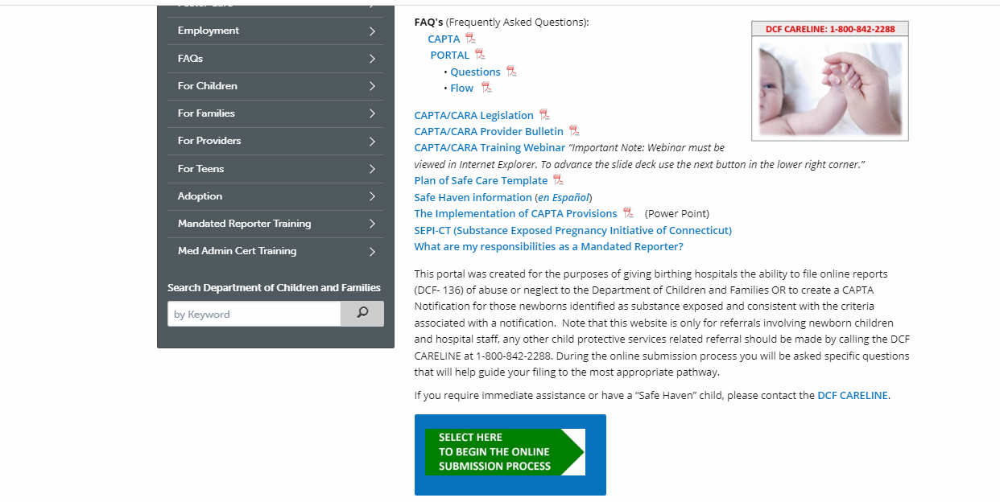 Employment
FAQs
For Children
For Families
For Providers
For Teens
Adoption
Mandated Reporter Training
Med Admin Cert Training
Search Department of Children and Families
by Keyword
FAQ's (Frequently Asked Questions):
CAPTA
PORTAL
• Questions
• Flow
CAPTA/CARA Legislation
CAPTA/CARA Provider Bulletin
CAPTA/CARA Training Webinar “Important Note: Webinar must be
viewed in Internet Explorer. To advance the slide deck use the next button in the lower right corner.”
Plan of Safe Care Template
Safe Haven information (en Español)
The Implementation of CAPTA Provisions (Power Point)
SEPI-CT (Substance Exposed Pregnancy Initiative of Connecticut)
What are my responsibilities as a Mandated Reporter?
DCF CARELINE: 1-800-842-2288
This portal was created for the purposes of giving birthing hospitals the ability to file online reports
(DCF- 136) of abuse or neglect to the Department of Children and Families OR to create a CAPTA
Notification for those newborns identified as substance exposed and consistent with the criteria
associated with a notification.  Note that this website is only for referrals involving newborn children
and hospital staff, any other child protective services related referral should be made by calling the DCF
CARELINE at 1-800-842-2288. During the online submission process you will be asked specific questions
that will help guide your filing to the most appropriate pathway.
If you require immediate assistance or have a “Safe Haven” child, please contact the DCF CARELINE.
SELECT HERE
TO BEGIN THE ONLINE
SUBMISSION PROCESS